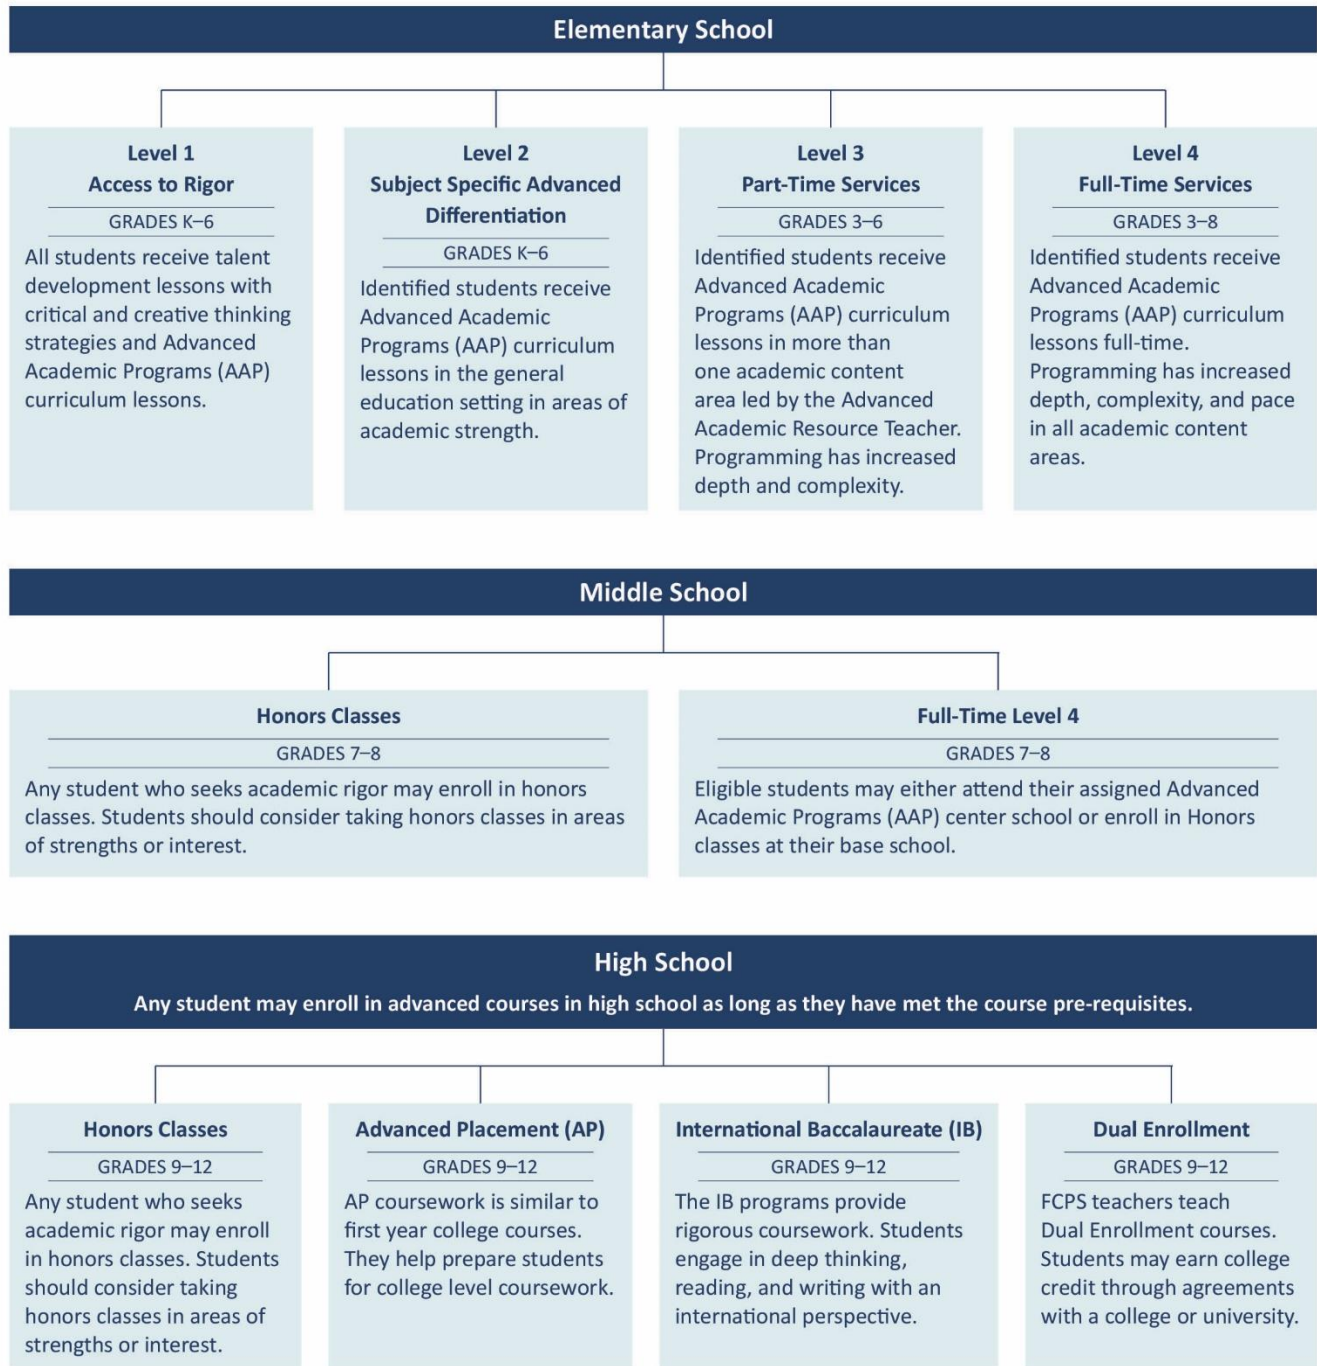 Elementary School
Level 1
Access to Rigor
GRADES K–6
All students receive talent
development lessons with
critical and creative thinking
strategies and Advanced
Academic Programs (AAP)
curriculum lessons.
Level 2
Subject Specific Advanced
Differentiation
GRADES K–6
Identified students receive
Advanced Academic
Programs (AAP) curriculum
lessons in the general
education setting in areas of
academic strength.
Level 3
Part-Time Services
GRADES 3–6
Identified students receive
Advanced Academic
Programs (AAP) curriculum
lessons in more than
one academic content
area led by the Advanced
Academic Resource Teacher.
Programming has increased
depth and complexity.
Level 4
Full-Time Services
GRADES 3–8
Identified students receive
Advanced Academic
Programs (AAP) curriculum
lessons full-time.
Programming has increased
depth, complexity, and pace
in all academic content
areas.
Middle School
Honors Classes
GRADES 7–8
Any student who seeks academic rigor may enroll in honors
classes. Students should consider taking honors classes in areas
of strengths or interest.
Full-Time Level 4
GRADES 7–8
Eligible students may either attend their assigned Advanced
Academic Programs (AAP) center school or enroll in Honors
classes at their base school.
High School
Any student may enroll in advanced courses in high school as long as they have met the course pre-requisites.
Honors Classes
GRADES 9–12
Any student who seeks
academic rigor may enroll
in honors classes. Students
should consider taking
honors classes in areas of
strengths or interest.
Advanced Placement (AP)
GRADES 9–12
AP coursework is similar to
first year college courses.
They help prepare students
for college level coursework.
International Baccalaureate (IB)
GRADES 9–12
The IB programs provide
rigorous coursework. Students
engage in deep thinking,
reading, and writing with an
international perspective.
Dual Enrollment
GRADES 9–12
FCPS teachers teach
Dual Enrollment courses.
Students may earn college
credit through agreements
with a college or university.